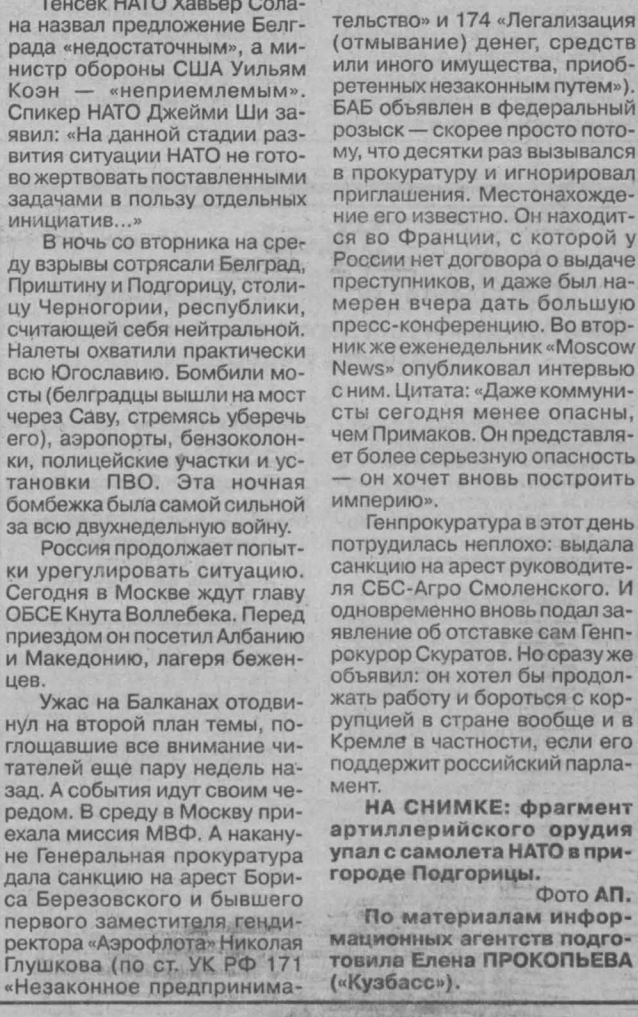 Генсек НАТО Хавьер Сола-
на назвал предложение Белг-
рада «недостаточным», а ми-
нистр обороны США Уильям
Коэн — «неприемлемым».
Спикер НАТО Джейми Ши за-
явил: «На данной стадии раз-
вития ситуации НАТО не гото-
во жертвовать поставленными
задачами в пользу отдельных
инициатив...»
В ночь со вторника на сре-
ду взрывы сотрясали Белград,
Приштину и Подгорицу, столи-
цу Черногории, республики,
считающей себя нейтральной.
Налеты охватили практически
всю Югославию. Бомбили мо-
сты (белградцы вышли на мост
через Саву, стремясь уберечь
его), аэропорты, бензоколон-
ки, полицейские участки и ус-
тановки ПВО. Эта ночная
бомбежка была самой сильной
за всю двухнедельную войну.
Россия продолжает попыт-
ки урегулировать ситуацию.
Сегодня в Москве ждут главу
ОБСЕ Кнута Воллебека. Перед
приездом он посетил Албанию
и Македонию, лагеря бежен-
цев.
Ужас на Балканах отодви-
нул на второй план темы, по-
глощавшие все внимание чи-
тателей еще пару недель на-
зад. А события идут своим че-
редом. В среду в Москву при-
ехала миссия МВФ. А накану-
не Генеральная прокуратура
дала санкцию на арест Бори-
са Березовского и бывшего
первого заместителя генди-
ректора «Аэрофлота» Николая
Глушкова (по ст. УК РФ 171
«Незаконное предпринима-
тельство» и 174 «Легализация
(отмывание) денег, средств
или иного имущества, приоб-
ретенных незаконным путем»).
БАБ объявлен в федеральный
розыск — скорее просто пото-
му, что десятки раз вызывался
в прокуратуру и игнорировал
приглашения. Местонахожде-
ние его известно. Он находит-
ся во Франции, с которой у
России нет договора о выдаче
преступников, и даже был на-
мерен вчера дать большую
пресс-конференцию. Во втор-
ник же еженедельник «Moscow
News» опубликовал интервью
с ним. Цитата: «Даже коммуни-
сты сегодня менее опасны,
чем Примаков. Он представля-
ет более серьезную опасность
— он хочет вновь построить
империю».
Генпрокуратура в этот день
потрудилась неплохо: выдала
санкцию на арест руководите-
ля СБС-Агро Смоленского. И
одновременно вновь подал за-
явление об отставке сам Генп-
рокурор Скуратов. Но сразу же
объявил: он хотел бы продол-
жать работу и бороться с кор-
рупцией в стране вообще и в
Кремле в частности, если его
поддержит российский парла-
мент.
НА СНИМКЕ: фрагмент
артиллерийского орудия
упал с самолета НАТО в при-
городе Подгорицы.
Фото АП.
По материалам инфор-
мационных агентств подго-
товила Елена ПРОКОПЬЕВА
(«Кузбасс»).